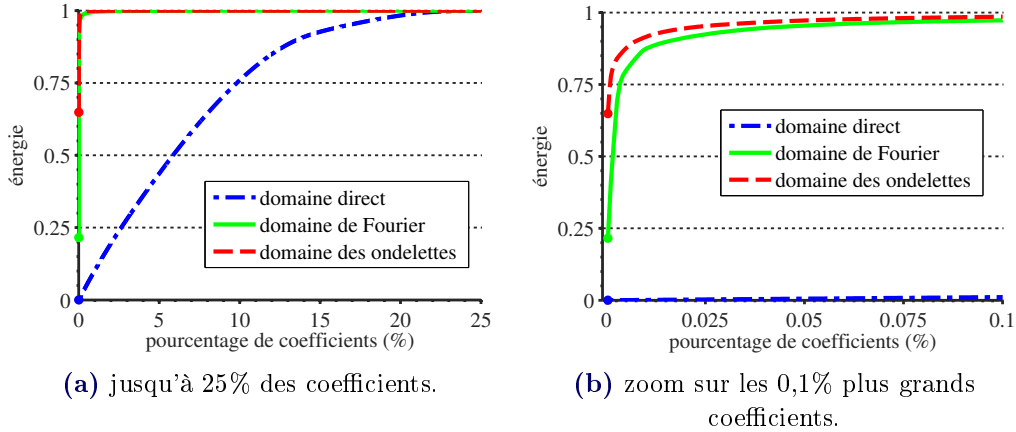 1
0.75
0.5
0.25
0
énergie
domaine direct
domaine de Fourier
domaine des ondelettes
0 5 10 15 20 25
pourcentage de coefficients (%)
(a) jusqu'à 25% des coefficients.
1
0.75
0.5
0.25
0
énergie
domaine direct
domaine de Fourier
domaine des ondelettes
0 0.025 0.05 0.075 0.1
pourcentage de coefficients (%)
(b) zoom sur les 0,1% plus grands
coefficients.